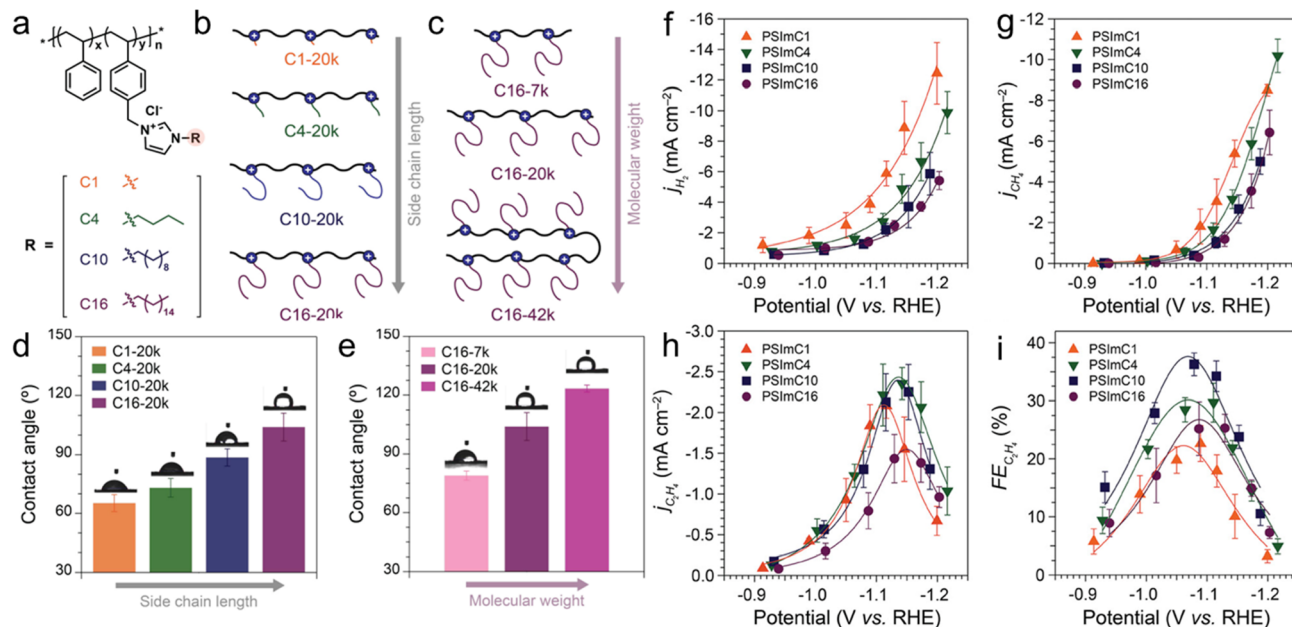 a
*
x
y
n
*
Cl⁻
N
+
N
R
R =
C1
C4
C10
8
C16
14
b
C1-20k
C4-20k
C10-20k
C16-20k
Side chain length
c
C16-7k
C16-20k
C16-42k
Molecular weight
d
Contact angle (º)
150
120
90
60
30
C1-20k
C4-20k
C10-20k
C16-20k
Side chain length
e
Contact angle (º)
150
120
90
60
30
C16-7k
C16-20k
C16-42k
Molecular weight
f
j_H₂ (mA cm⁻²)
-16
-14
-12
-10
-8
-6
-4
-2
0
PSImC1
PSImC4
PSImC10
PSImC16
-0.9 -1.0 -1.1 -1.2
Potential (V vs. RHE)
g
j_CH₄ (mA cm⁻²)
-12
-10
-8
-6
-4
-2
0
PSImC1
PSImC4
PSImC10
PSImC16
-0.9 -1.0 -1.1 -1.2
Potential (V vs. RHE)
h
j_C₂H₄ (mA cm⁻²)
-3.0
-2.5
-2.0
-1.5
-1.0
-0.5
0.0
PSImC1
PSImC4
PSImC10
PSImC16
-0.9 -1.0 -1.1 -1.2
Potential (V vs. RHE)
i
FE_C₂H₄ (%)
50
40
30
20
10
0
PSImC1
PSImC4
PSImC10
PSImC16
-0.9 -1.0 -1.1 -1.2
Potential (V vs. RHE)